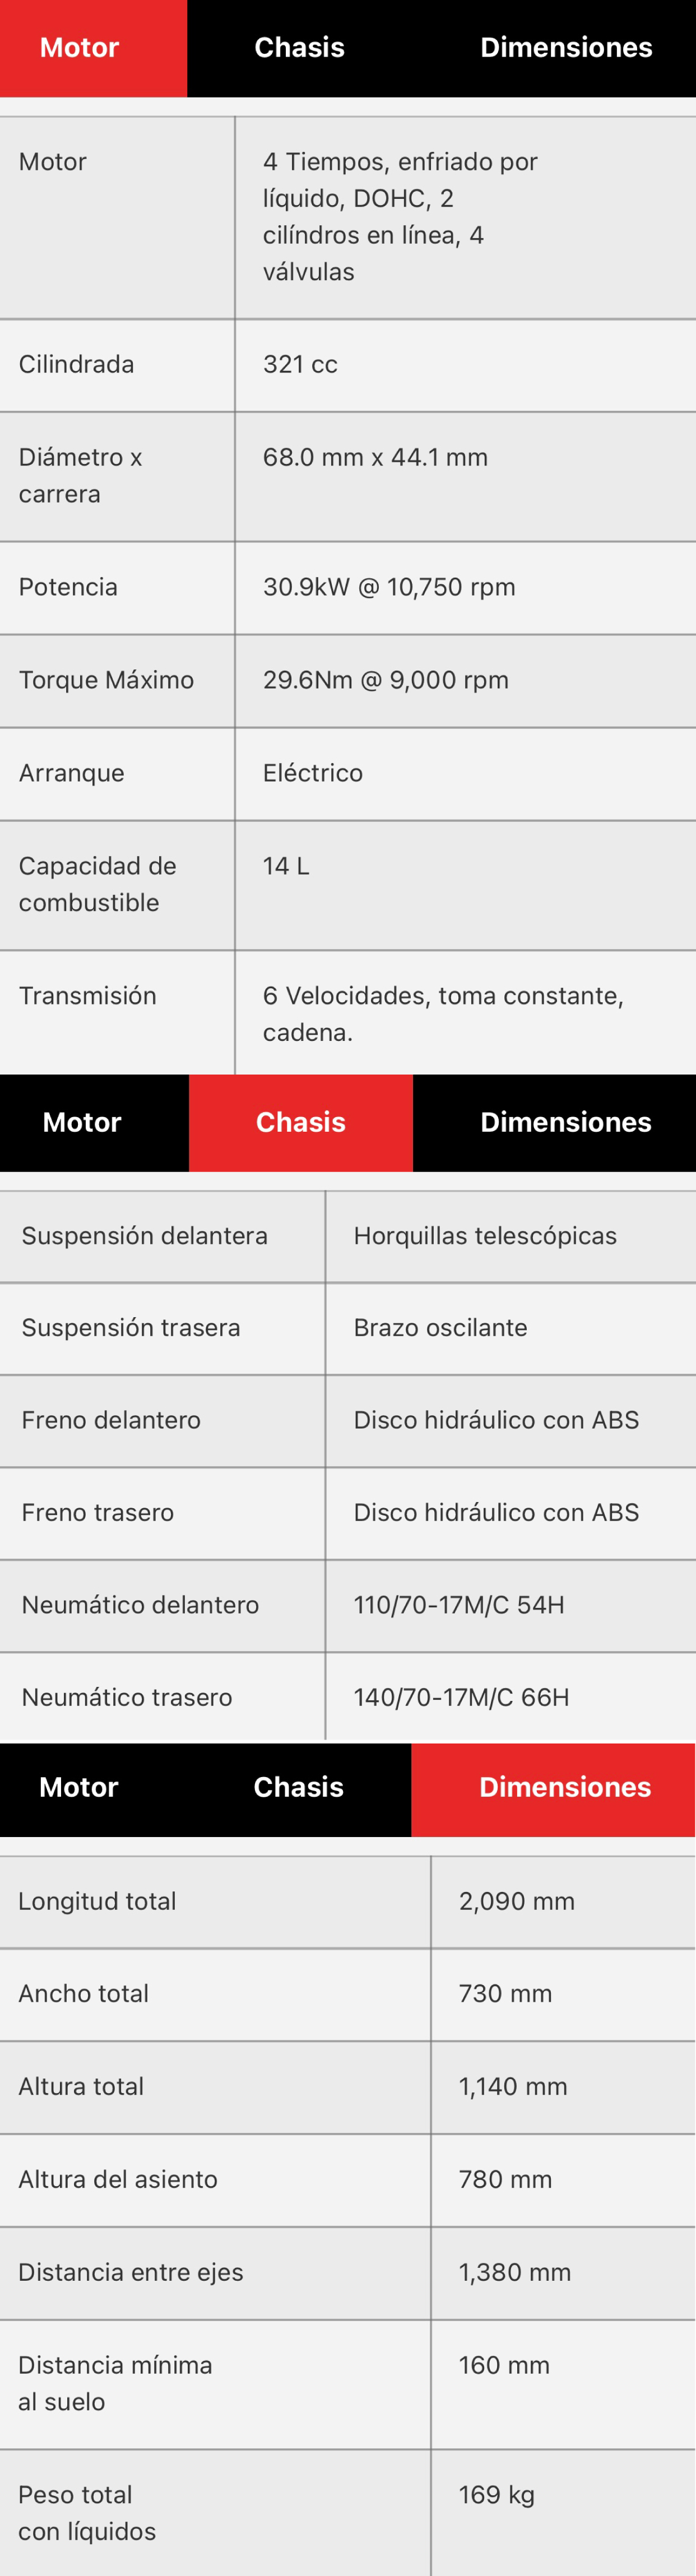 Motor Chasis Dimensiones
Motor 4 Tiempos, enfriado por
líquido, DOHC, 2
cilíndros en línea, 4
válvulas
Cilindrada 321 cc
Diámetro x 68.0 mm x 44.1 mm
carrera
Potencia 30.9kW @ 10,750 rpm
Torque Máximo 29.6Nm @ 9,000 rpm
Arranque Eléctrico
Capacidad de 14 L
combustible
Transmisión 6 Velocidades, toma constante,
cadena.
Motor Chasis Dimensiones
Suspensión delantera Horquillas telescópicas
Suspensión trasera Brazo oscilante
Freno delantero Disco hidráulico con ABS
Freno trasero Disco hidráulico con ABS
Neumático delantero 110/70-17M/C 54H
Neumático trasero 140/70-17M/C 66H
Motor Chasis Dimensiones
Longitud total 2,090 mm
Ancho total 730 mm
Altura total 1,140 mm
Altura del asiento 780 mm
Distancia entre ejes 1,380 mm
Distancia mínima 160 mm
al suelo
Peso total 169 kg
con líquidos